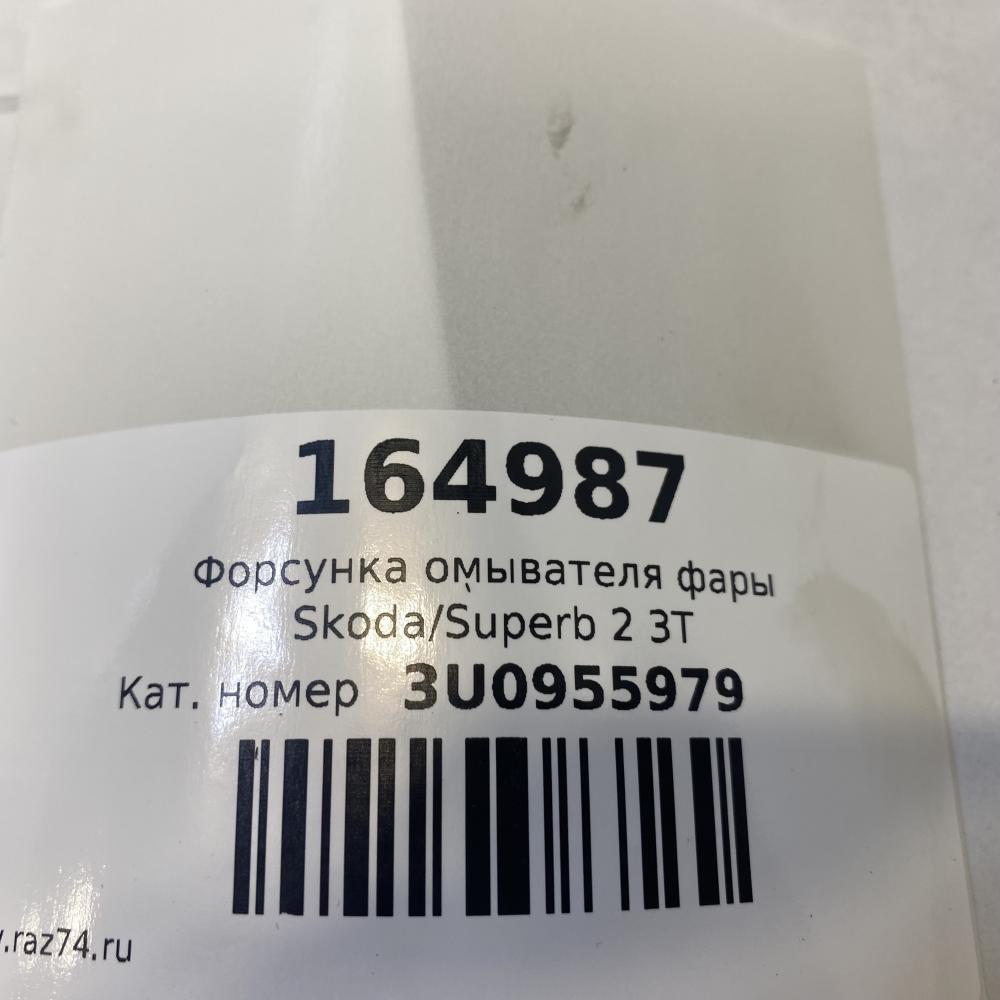 164987
Форсунка омывателя фары
Skoda/Superb 2 3T
Кат. номер 3U0955979
.raz74.ru